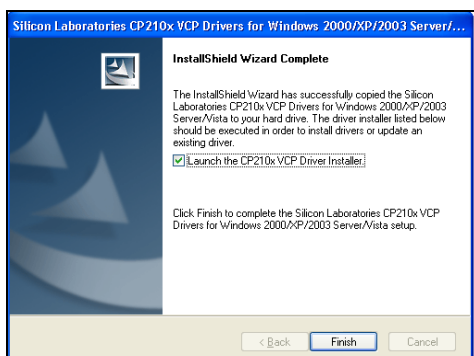 Silicon Laboratories CP210x VCP Drivers for Windows 2000/XP/2003 Server/...
InstallShield Wizard Complete
The InstallShield Wizard has successfully copied the Silicon
Laboratories CP210x VCP Drivers for Windows 2000/XP/2003
Server/Vista to your hard drive. The driver installer listed below
should be executed in order to install drivers or update an
existing driver.
Launch the CP210x VCP Driver Installer.
Click Finish to complete the Silicon Laboratories CP210x VCP
Drivers for Windows 2000/XP/2003 Server/Vista setup.
< Back
Finish
Cancel